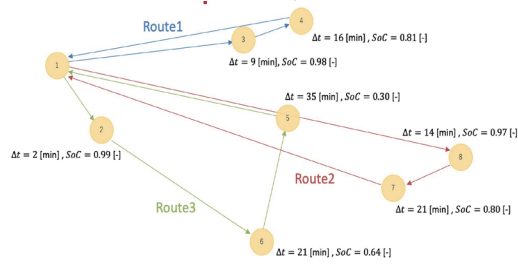 Route1
4
3
Δt = 16 [min] , SoC = 0.81 [-]
Δt = 9 [min], SoC = 0.98 [-]
1
Δt = 35 [min] , SoC = 0.30 [-]
5
2
Δt = 14 [min] , SoC = 0.97 [-]
Δt = 2 [min] , SoC = 0.99 [-]
8
Route2
7
Route3
Δt = 21 [min] , SoC = 0.80 [-]
6
Δt = 21 [min] , SoC = 0.64 [-]